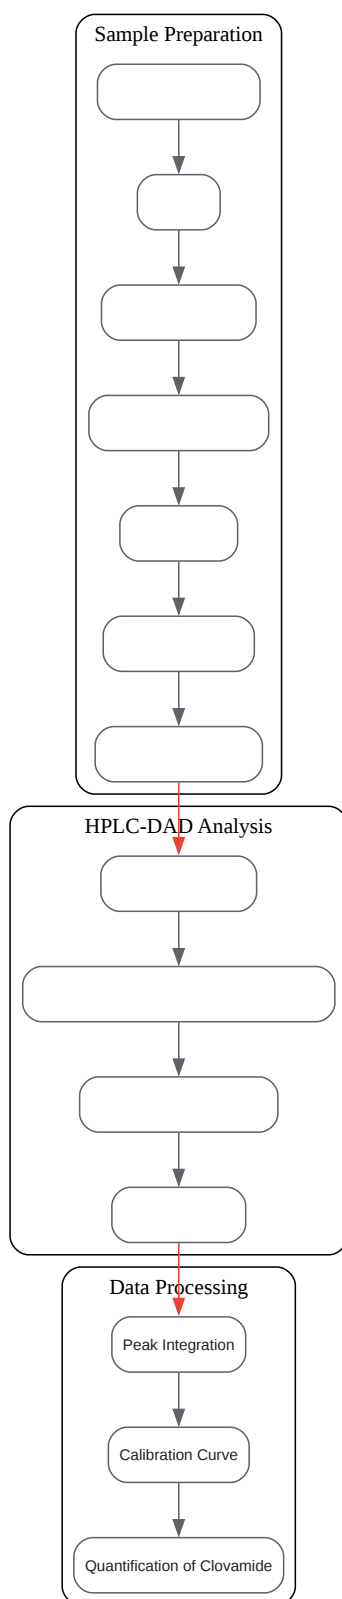 Sample Preparation
HPLC-DAD Analysis
Data Processing
Peak Integration
Calibration Curve
Quantification of Clovamide